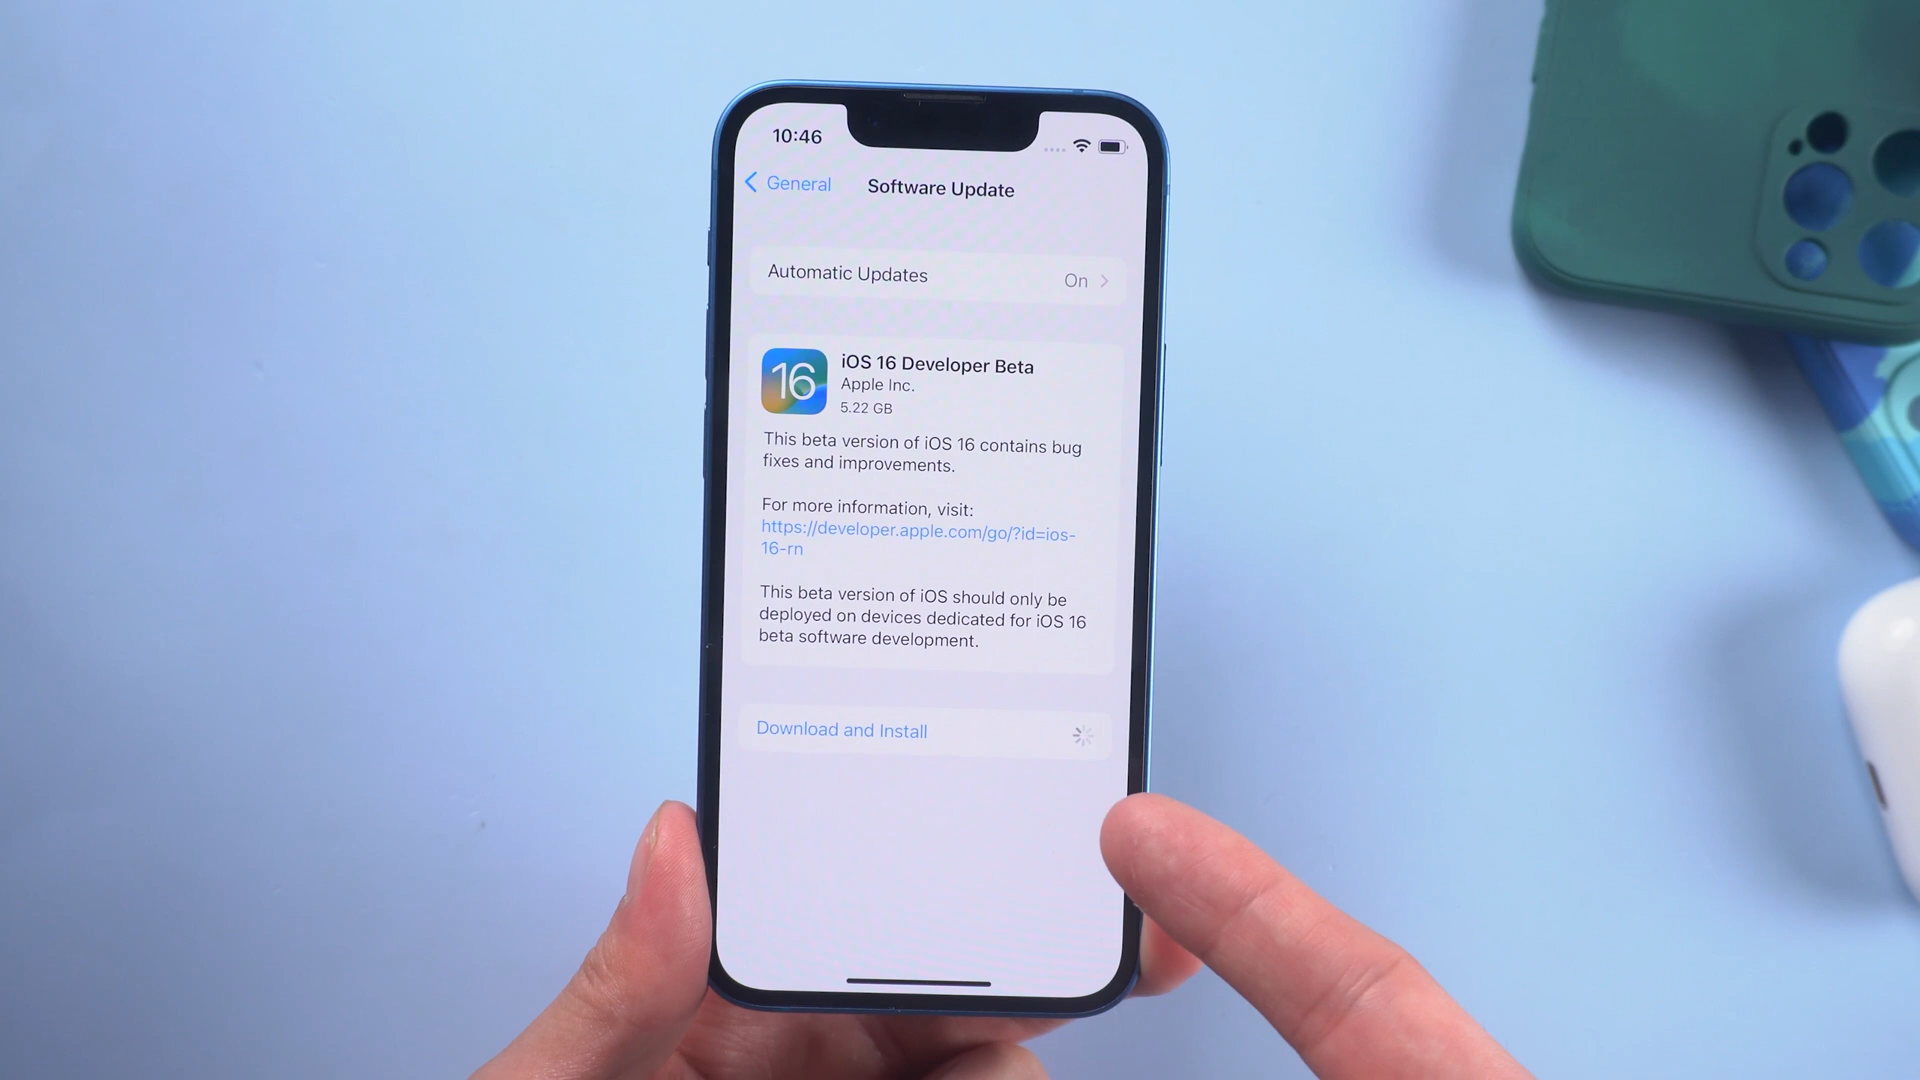 10:46
General
Software Update
Automatic Updates
On
16
iOS 16 Developer Beta
Apple Inc.
5.22 GB
This beta version of iOS 16 contains bug
fixes and improvements.
For more information, visit:
https://developer.apple.com/go/?id=ios-
16-rn
This beta version of iOS should only be
deployed on devices dedicated for iOS 16
beta software development.
Download and Install